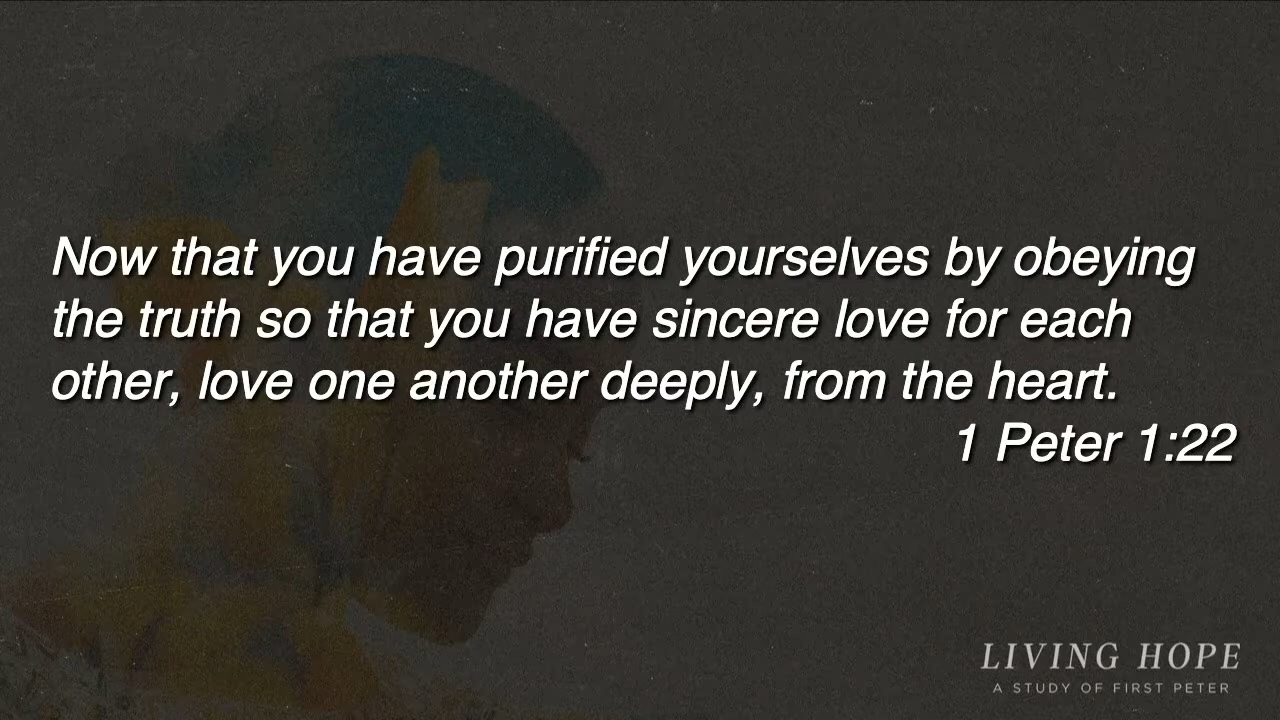 Now that you have purified yourselves by obeying
the truth so that you have sincere love for each
other, love one another deeply, from the heart.
1 Peter 1:22
LIVING HOPE
A STUDY OF FIRST PETER